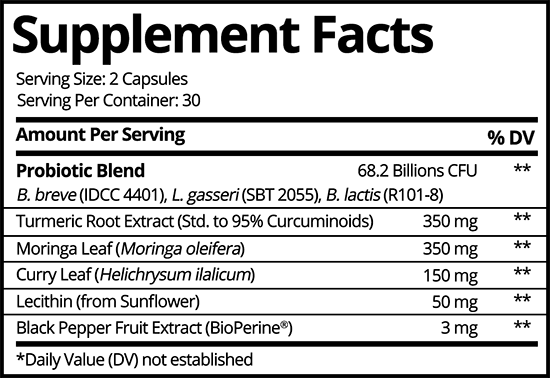 Supplement Facts
Serving Size: 2 Capsules
Serving Per Container: 30
Amount Per Serving % DV
Probiotic Blend 68.2 Billions CFU **
B. breve (IDCC 4401), L. gasseri (SBT 2055), B. lactis (R101-8)
Turmeric Root Extract (Std. to 95% Curcuminoids) 350 mg **
Moringa Leaf (Moringa oleifera) 350 mg **
Curry Leaf (Helichrysum ilalicum) 150 mg **
Lecithin (from Sunflower) 50 mg **
Black Pepper Fruit Extract (BioPerine®) 3 mg **
*Daily Value (DV) not established